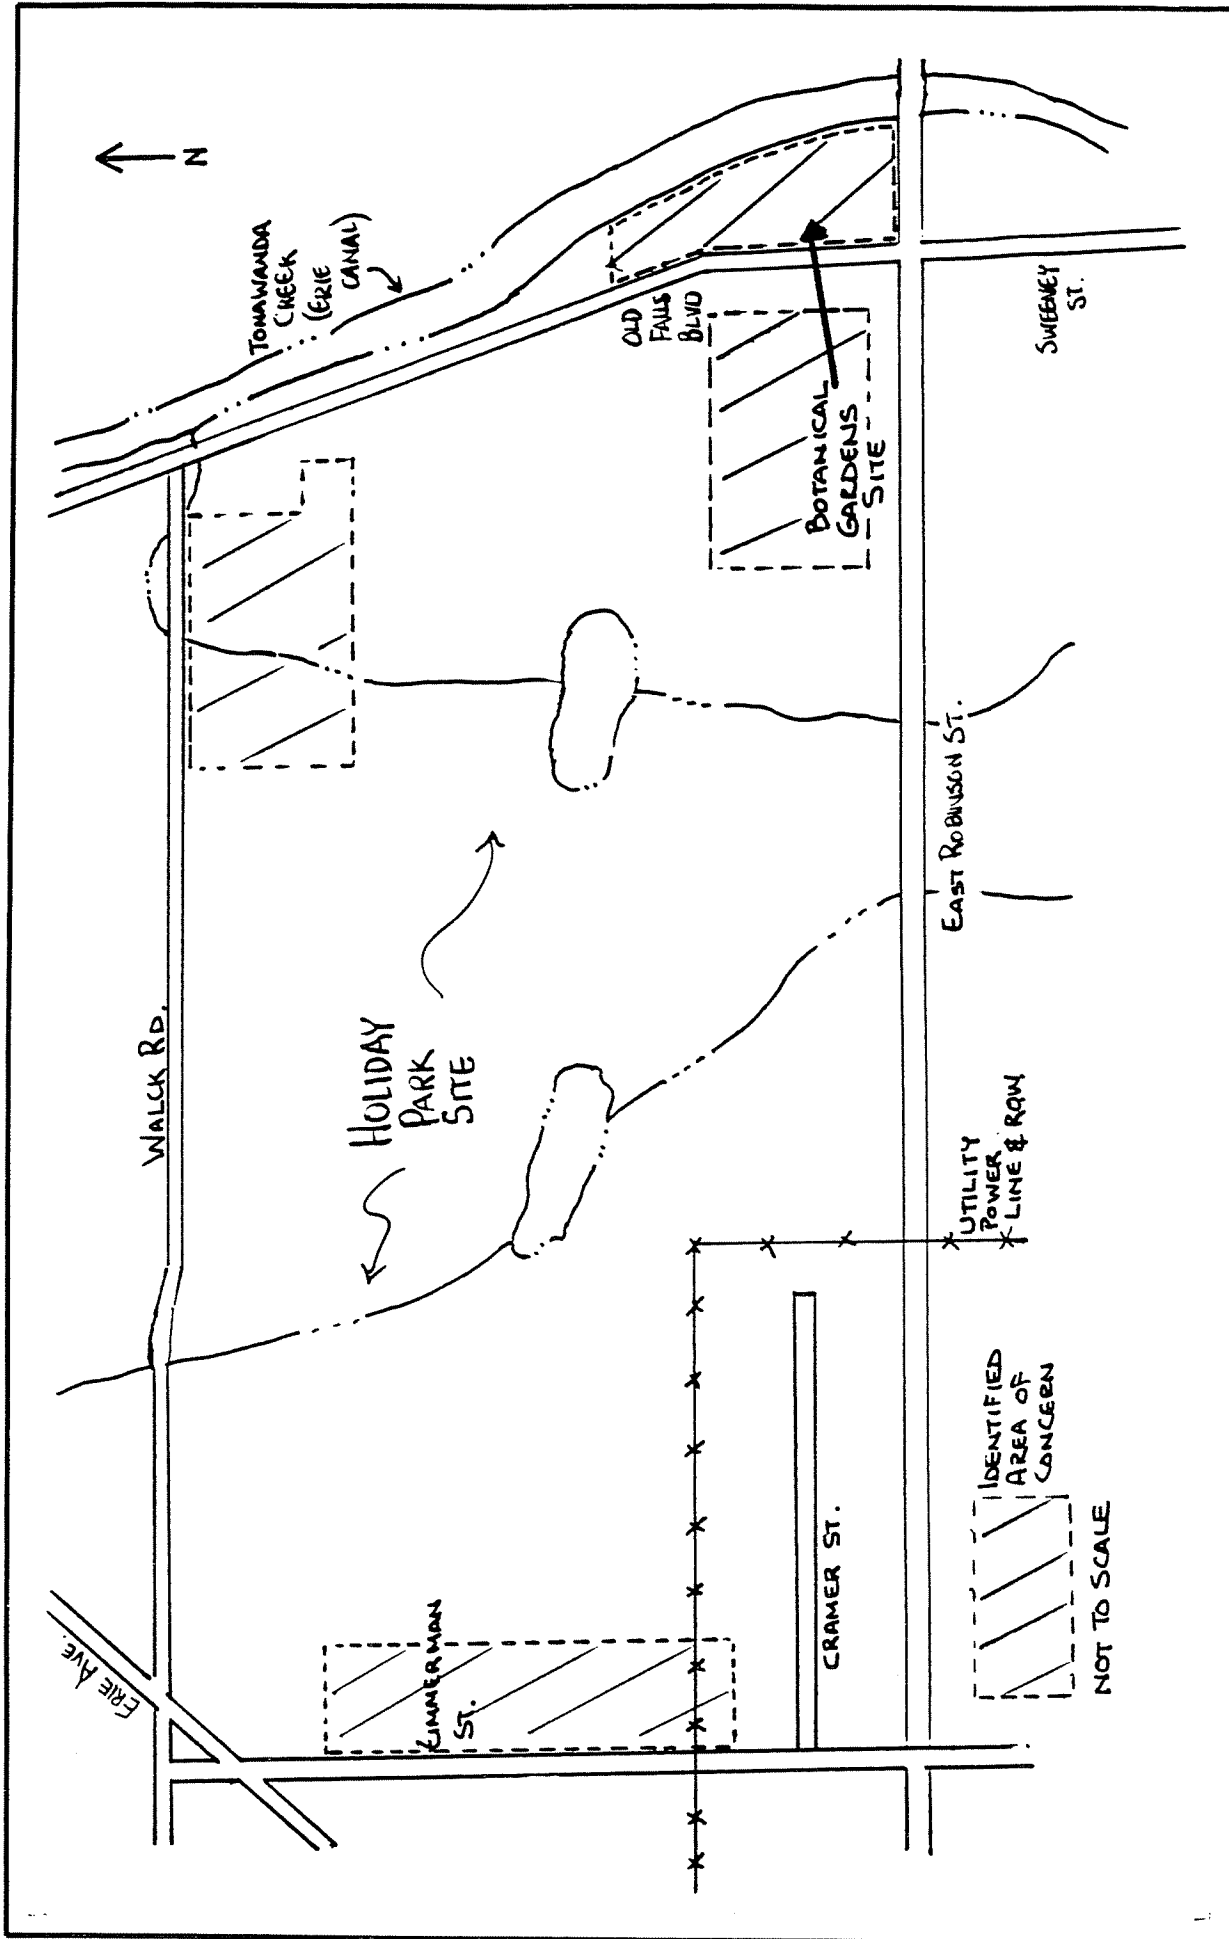 N
TONAWANDA
CREEK
(ERIE
CANAL)
WALCK RD.
ERIE AVE.
HOLIDAY
PARK
SITE
OLD
FALLS
BLVD
BOTANICAL
GARDENS
SITE
ZIMMERMAN
ST.
CRAMER ST.
EAST ROBINSON ST.
SWEENEY
ST.
UTILITY
POWER
LINE & ROW
IDENTIFIED
AREA OF
CONCERN
NOT TO SCALE